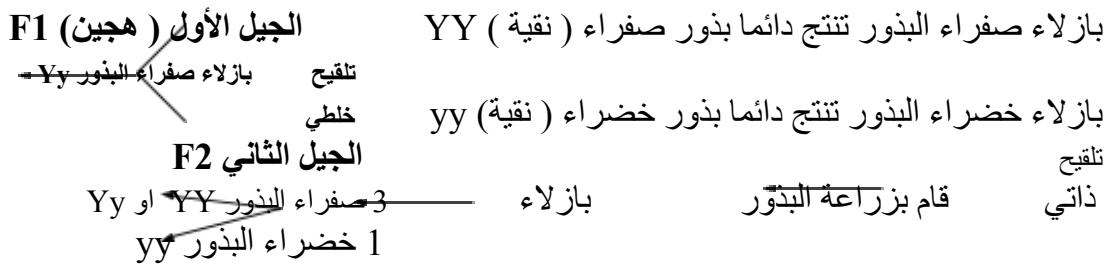 بازلاء صفراء البذور تنتج دائما بذور صفراء ( نقية ) YY الجيل الأول ( هجين) F1
تلقيح بازلاء صفراء البذور Yy
بازلاء خضراء البذور تنتج دائما بذور خضراء ( نقية) yy خلطي
الجيل الثاني F2
تلقيح
ذاتي قام بزراعة البذور بازلاء 3 صفراء البذور YY او Yy
1 خضراء البذور yy